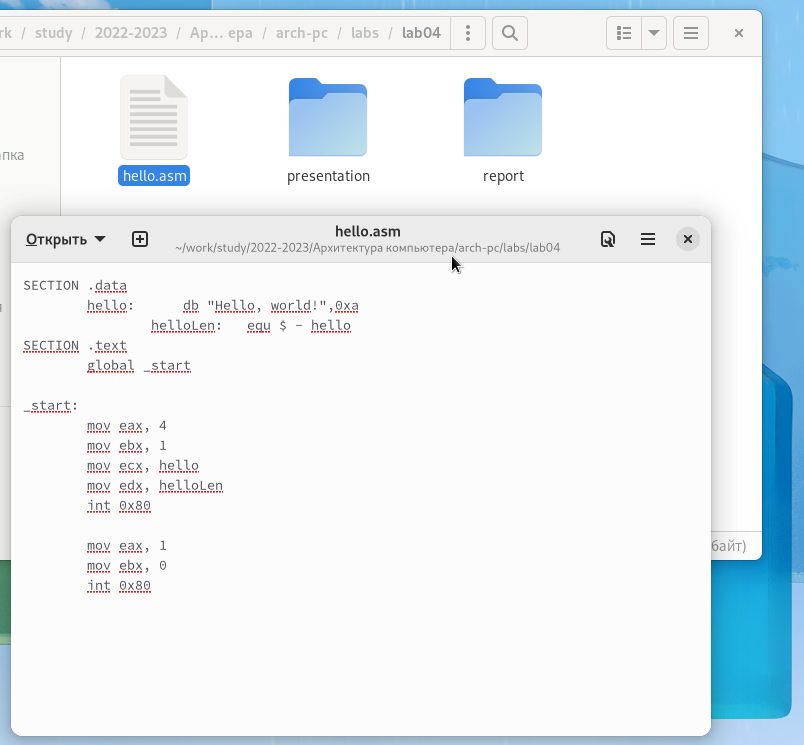 study / 2022-2023 / Ар... ера / arch-pc / labs / lab04
hello.asm
presentation
report
Открыть
hello.asm
~/work/study/2022-2023/Архитектура компьютера/arch-pc/labs/lab04
SECTION .data
hello: db "Hello, world!",0xa
helloLen: equ $ - hello
SECTION .text
global _start
_start:
mov eax, 4
mov ebx, 1
mov ecx, hello
mov edx, helloLen
int 0x80
mov eax, 1
mov ebx, 0
int 0x80
байт)